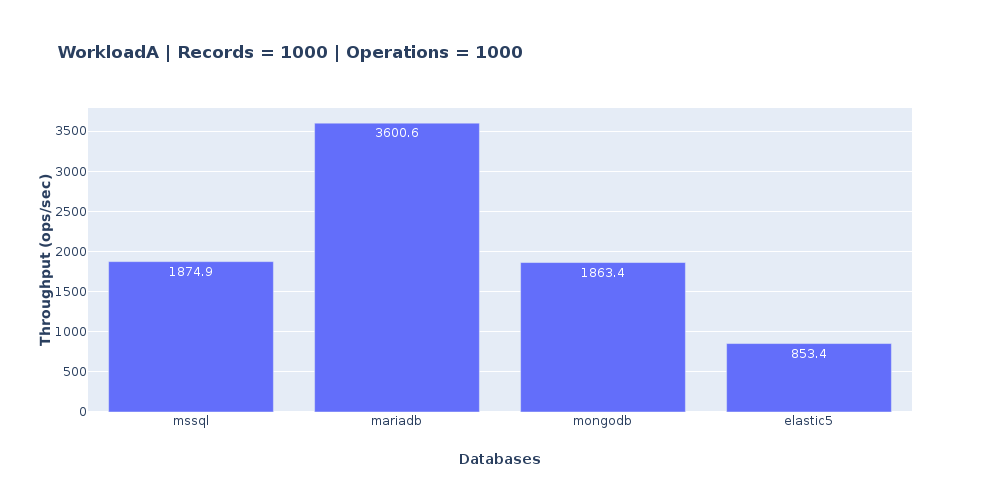 WorkloadA | Records = 1000 | Operations = 1000
Throughput (ops/sec)
3500
3000
2500
2000
1500
1000
500
0
1874.9
3600.6
1863.4
853.4
mssql
mariadb
mongodb
elastic5
Databases